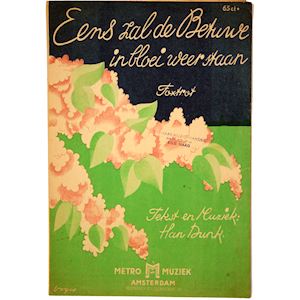 65 ct.
Eens zal de Betuwe
in bloei weer staan
Foxtrot
Tekst en Muziek:
Han Dunk
METRO M MUZIEK
AMSTERDAM